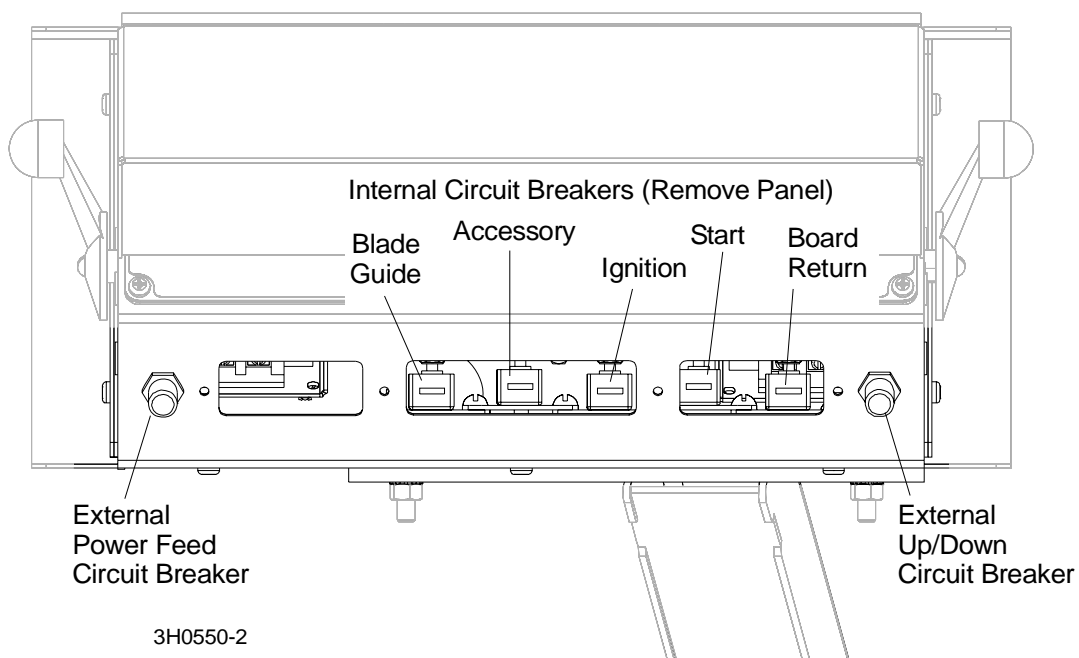 Internal Circuit Breakers (Remove Panel)
Blade
Guide
Accessory
Ignition
Start
Board
Return
External
Power Feed
Circuit Breaker
External
Up/Down
Circuit Breaker
3H0550-2